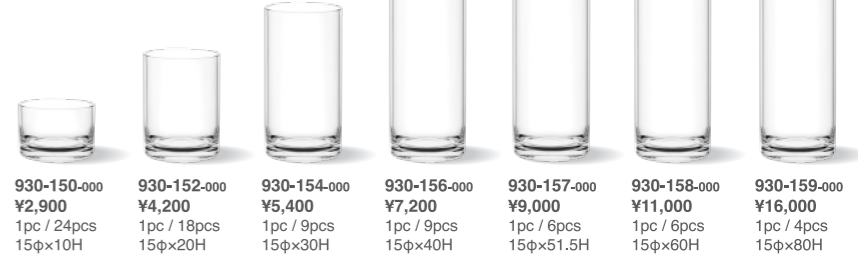 930-150-000
¥2,900
1pc / 24pcs
15φ×10H
930-152-000
¥4,200
1pc / 18pcs
15φ×20H
930-154-000
¥5,400
1pc / 9pcs
15φ×30H
930-156-000
¥7,200
1pc / 9pcs
15φ×40H
930-157-000
¥9,000
1pc / 6pcs
15φ×51.5H
930-158-000
¥11,000
1pc / 6pcs
15φ×60H
930-159-000
¥16,000
1pc / 4pcs
15φ×80H